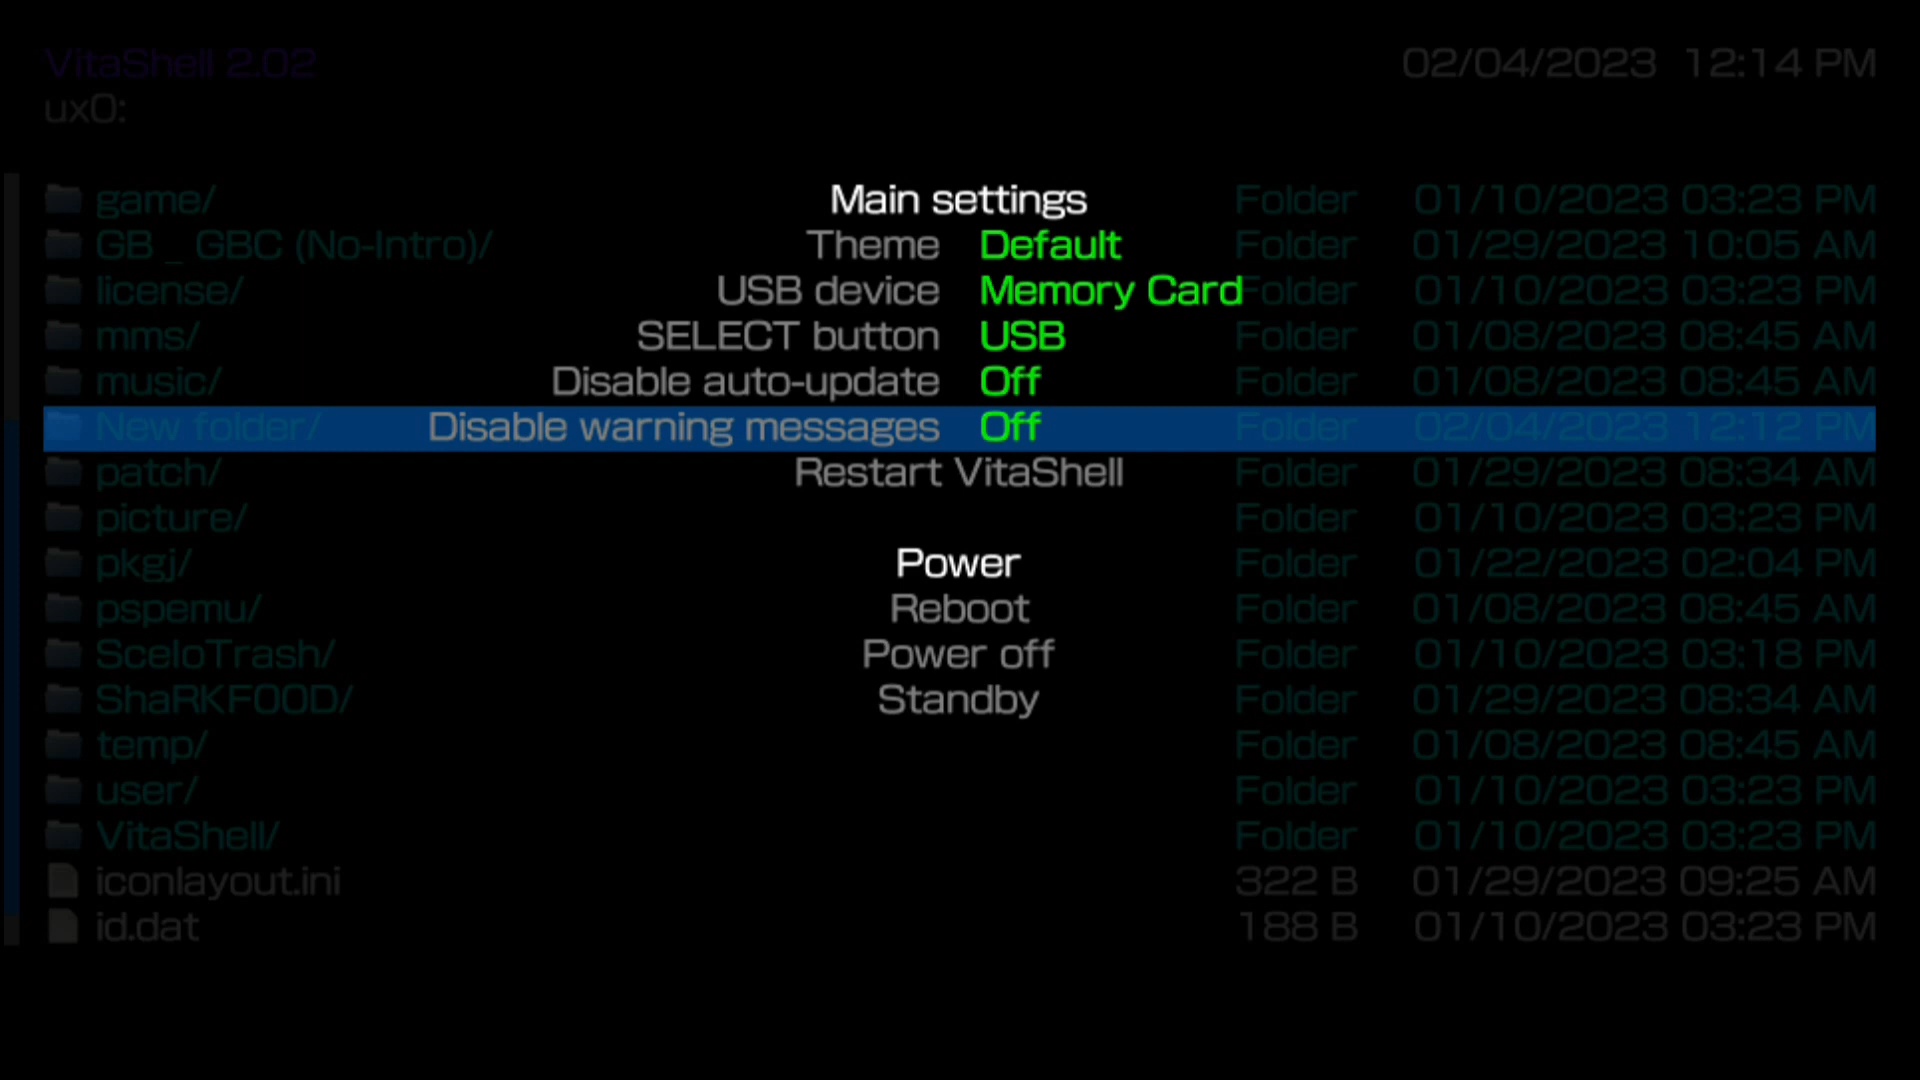 VitaShell 2.02 02/04/2023 12:14 PM
ux0:
game/ Main settings Folder 01/10/2023 03:23 PM
GB _ GBC (No-Intro)/ Theme Default Folder 01/29/2023 10:05 AM
license/ USB device Memory Card Folder 01/10/2023 03:23 PM
mms/ SELECT button USB Folder 01/08/2023 08:45 AM
music/ Disable auto-update Off Folder 01/08/2023 08:45 AM
New folder/ Disable warning messages Off Folder 02/04/2023 12:12 PM
patch/ Restart VitaShell Folder 01/29/2023 08:34 AM
picture/ Folder 01/10/2023 03:23 PM
pkgj/ Power Folder 01/22/2023 02:04 PM
pspemu/ Reboot Folder 01/08/2023 08:45 AM
SceIoTrash/ Power off Folder 01/10/2023 03:18 PM
ShaRKF00D/ Standby Folder 01/29/2023 08:34 AM
temp/ Folder 01/08/2023 08:45 AM
user/ Folder 01/10/2023 03:23 PM
VitaShell/ Folder 01/10/2023 03:23 PM
iconlayout.ini 322 B 01/29/2023 09:25 AM
id.dat 188 B 01/10/2023 03:23 PM